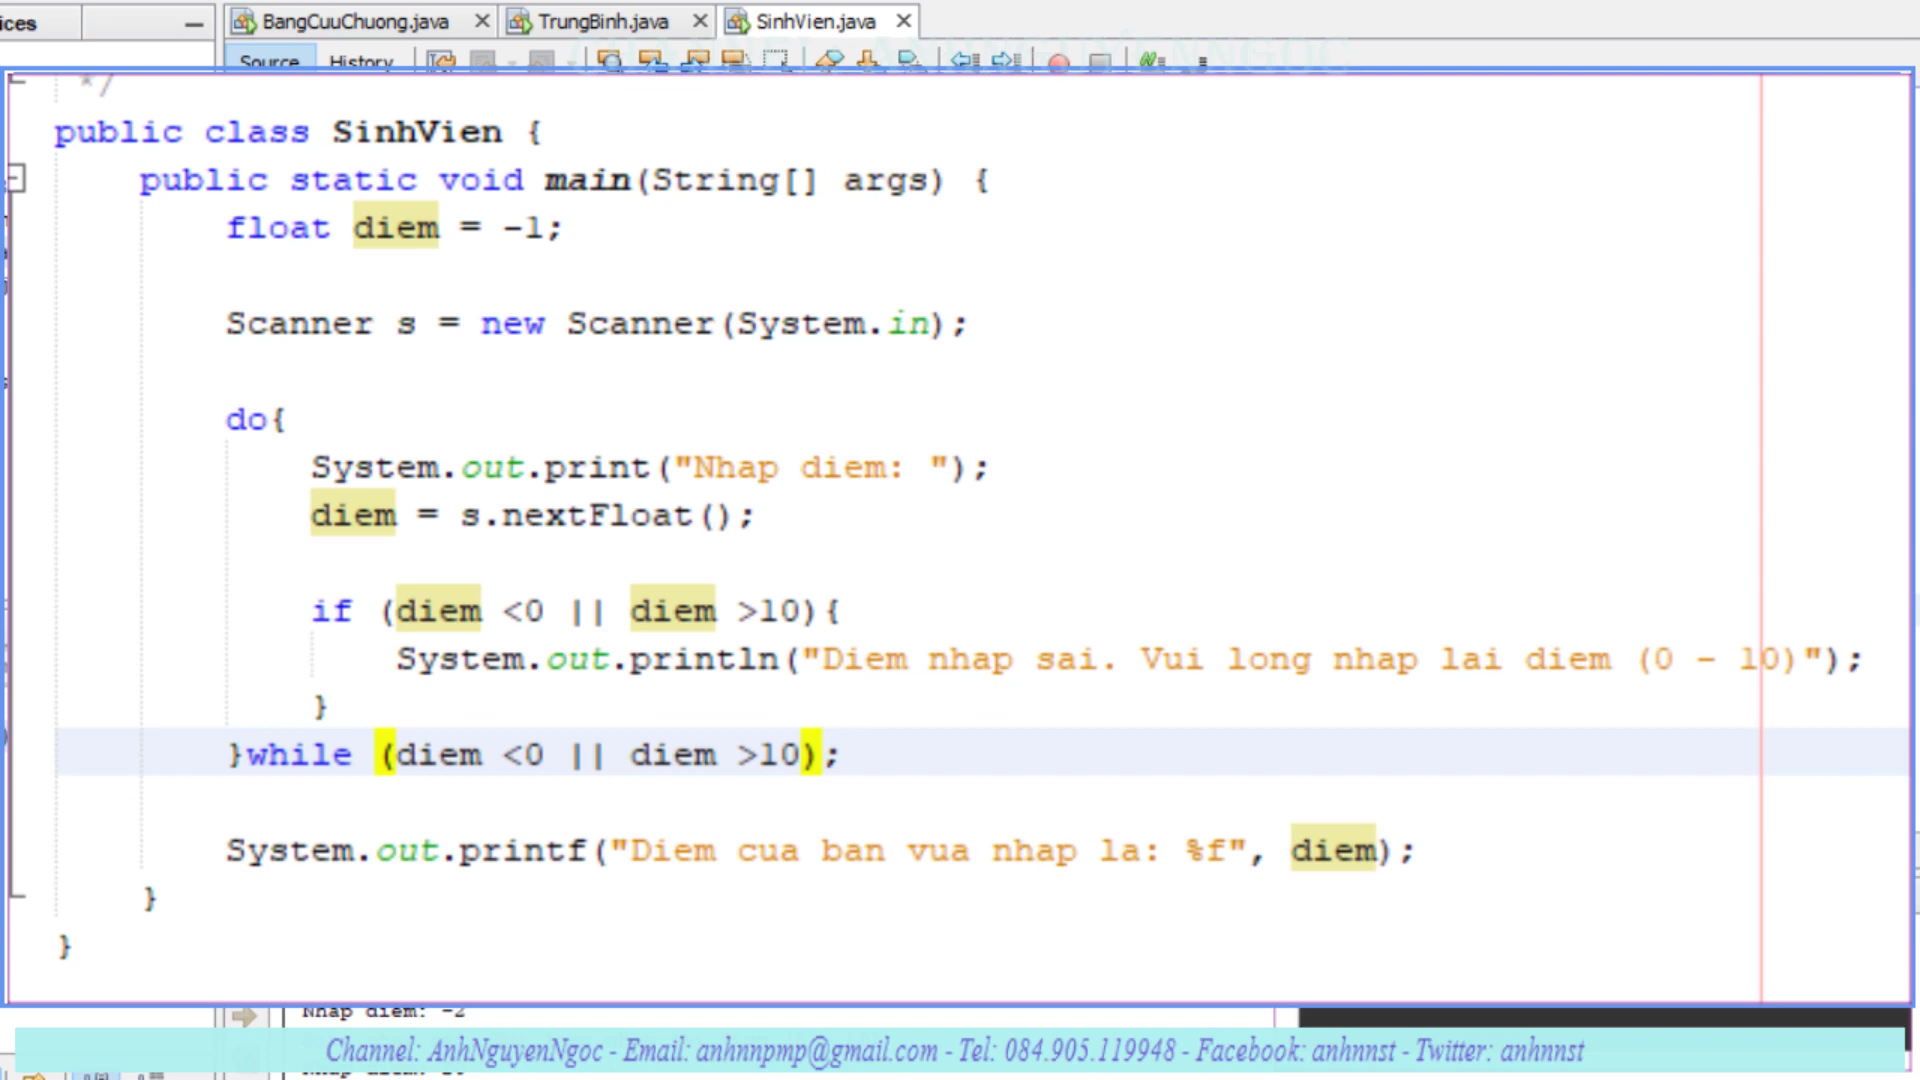 ices
BangCuuChuong.java
TrungBinh.java
SinhVien.java
Source
History
*/
public class SinhVien {
public static void main(String[] args) {
float diem = -1;
Scanner s = new Scanner(System.in);
do{
System.out.print("Nhap diem: ");
diem = s.nextFloat();
if (diem <0 || diem >10){
System.out.println("Diem nhap sai. Vui long nhap lai diem (0 - 10)");
}
}while (diem <0 || diem >10);
System.out.printf("Diem cua ban vua nhap la: %f", diem);
}
}
Nhap diem: -2
Channel: AnhNguyenNgoc - Email: anhnnpmp@gmail.com - Tel: 084.905.119948 - Facebook: anhnnst - Twitter: anhnnst